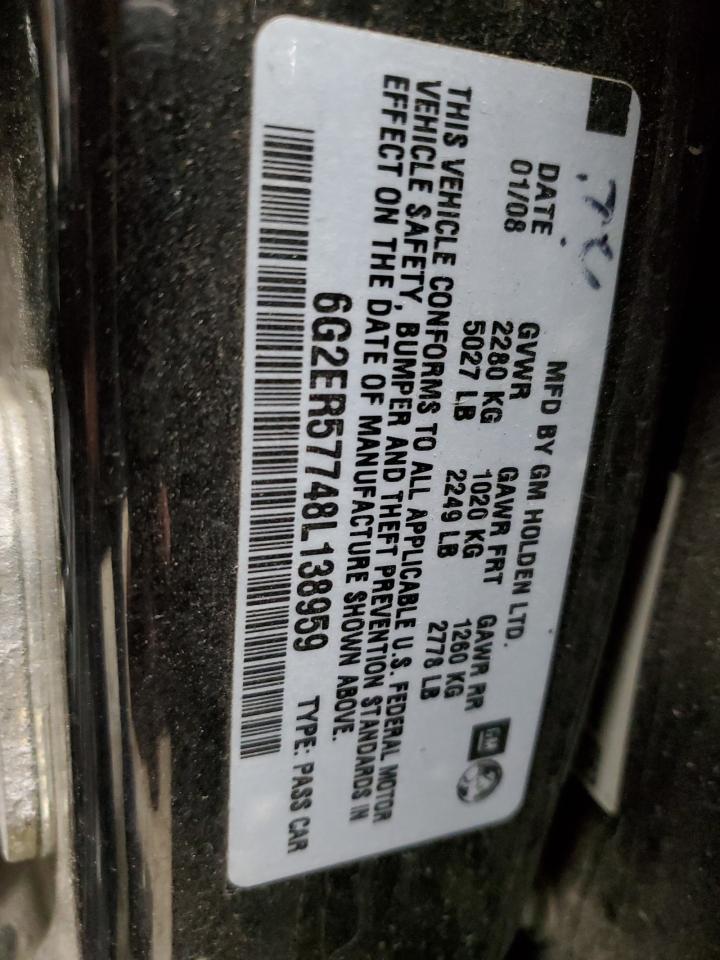 MFD BY GM HOLDEN LTD.
DATE GVWR GAWR FRT GAWR RR
01/08 2280 KG 1020 KG 1260 KG
5027 LB 2249 LB 2778 LB
THIS VEHICLE CONFORMS TO ALL APPLICABLE U.S. FEDERAL MOTOR
VEHICLE SAFETY, BUMPER AND THEFT PREVENTION STANDARDS IN
EFFECT ON THE DATE OF MANUFACTURE SHOWN ABOVE.
6G2ER57748L138959 TYPE: PASS CAR
GM